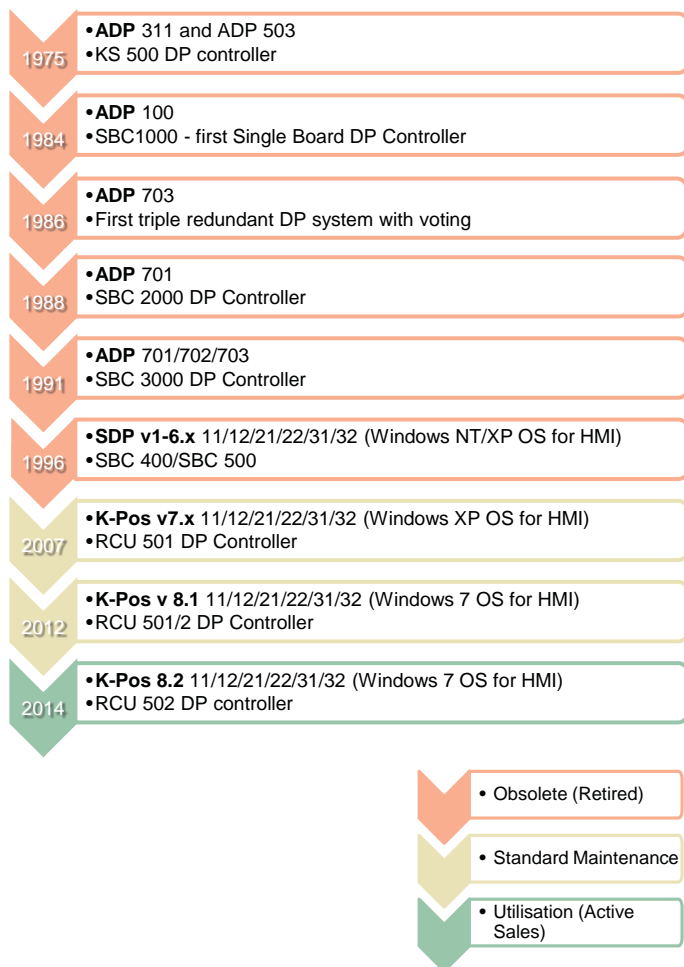 1975
•ADP 311 and ADP 503
•KS 500 DP controller
1984
•ADP 100
•SBC1000 - first Single Board DP Controller
1986
•ADP 703
•First triple redundant DP system with voting
1988
•ADP 701
•SBC 2000 DP Controller
1991
•ADP 701/702/703
•SBC 3000 DP Controller
1996
•SDP v1-6.x 11/12/21/22/31/32 (Windows NT/XP OS for HMI)
•SBC 400/SBC 500
2007
•K-Pos v7.x 11/12/21/22/31/32 (Windows XP OS for HMI)
•RCU 501 DP Controller
2012
•K-Pos v 8.1 11/12/21/22/31/32 (Windows 7 OS for HMI)
•RCU 501/2 DP Controller
2014
•K-Pos 8.2 11/12/21/22/31/32 (Windows 7 OS for HMI)
•RCU 502 DP controller
• Obsolete (Retired)
• Standard Maintenance
• Utilisation (Active
Sales)